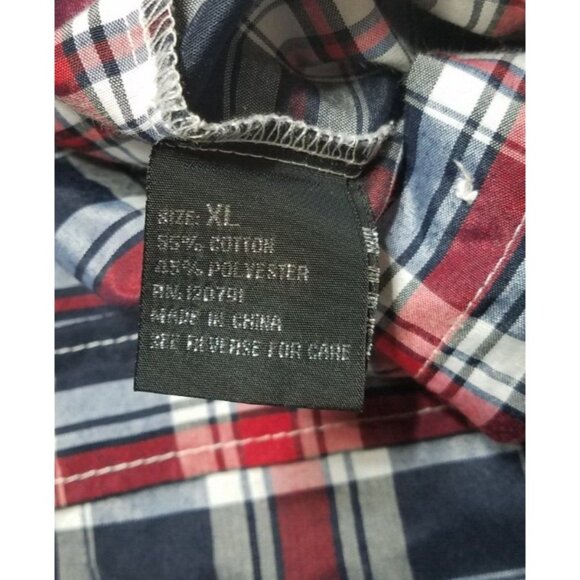 SIZE: XL
55% COTTON
45% POLYESTER
RN. 120791
MADE IN CHINA
SEE REVERSE FOR CARE